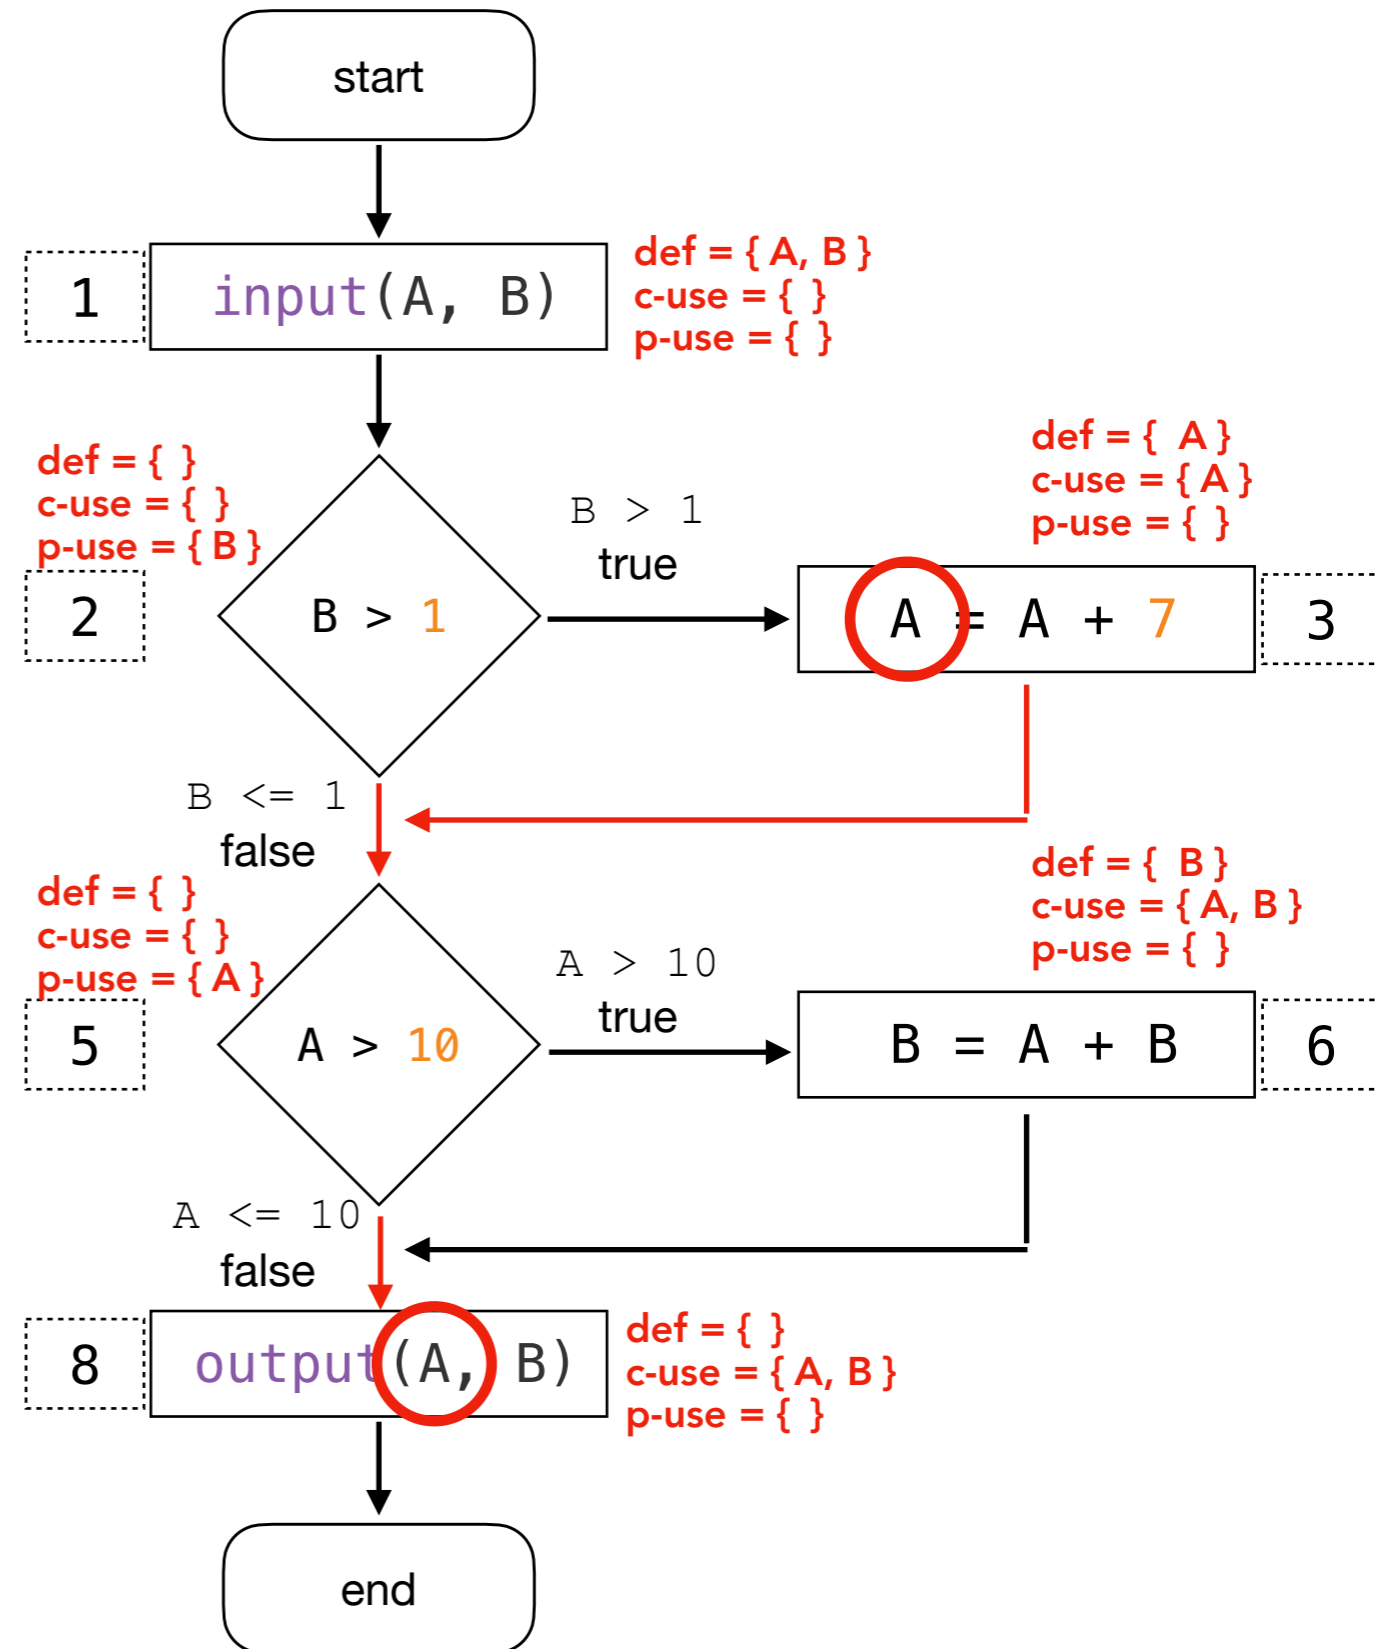 start
1
input(A, B)
def = { A, B }
c-use = { }
p-use = { }
def = { }
c-use = { }
p-use = { B }
2
B > 1
B > 1
true
def = { A }
c-use = { A }
p-use = { }
A = A + 7
3
B <= 1
false
def = { }
c-use = { }
p-use = { A }
5
A > 10
A > 10
true
def = { B }
c-use = { A, B }
p-use = { }
B = A + B
6
A <= 10
false
8
output(A, B)
def = { }
c-use = { A, B }
p-use = { }
end